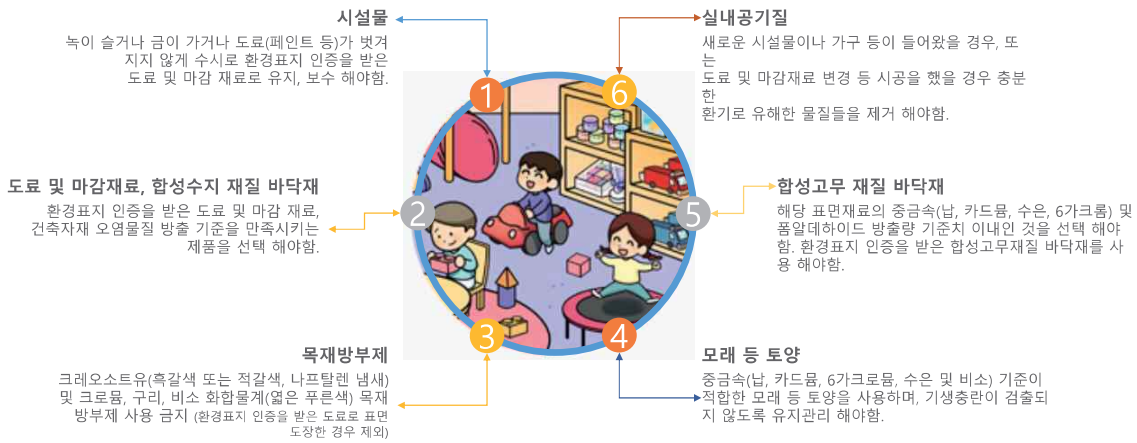 시설물
녹이 슬거나 금이 가거나 도료(페인트 등)가 벗겨
지지 않게 수시로 환경표지 인증을 받은
도료 및 마감 재료로 유지, 보수 해야함.
1
도료 및 마감재료, 합성수지 재질 바닥재
환경표지 인증을 받은 도료 및 마감 재료,
건축자재 오염물질 방출 기준을 만족시키는
제품을 선택 해야함.
2
목재방부제
크레오소트유(흑갈색 또는 적갈색, 나프탈렌 냄새)
및 크로뮴, 구리, 비소 화합물계(엷은 푸른색) 목재
방부제 사용 금지 (환경표지 인증을 받은 도료로 표면
도장한 경우 제외)
3
4
모래 등 토양
중금속(납, 카드뮴, 6가크로뮴, 수은 및 비소) 기준이
적합한 모래 등 토양을 사용하며, 기생충란이 검출되
지 않도록 유지관리 해야함.
5
합성고무 재질 바닥재
해당 표면재료의 중금속(납, 카드뮴, 수은, 6가크롬) 및
폼알데하이드 방출량 기준치 이내인 것을 선택 해야
함. 환경표지 인증을 받은 합성고무재질 바닥재를 사
용 해야함.
6
실내공기질
새로운 시설물이나 가구 등이 들어왔을 경우, 또
는
도료 및 마감재료 변경 등 시공을 했을 경우 충분
한
환기로 유해한 물질들을 제거 해야함.